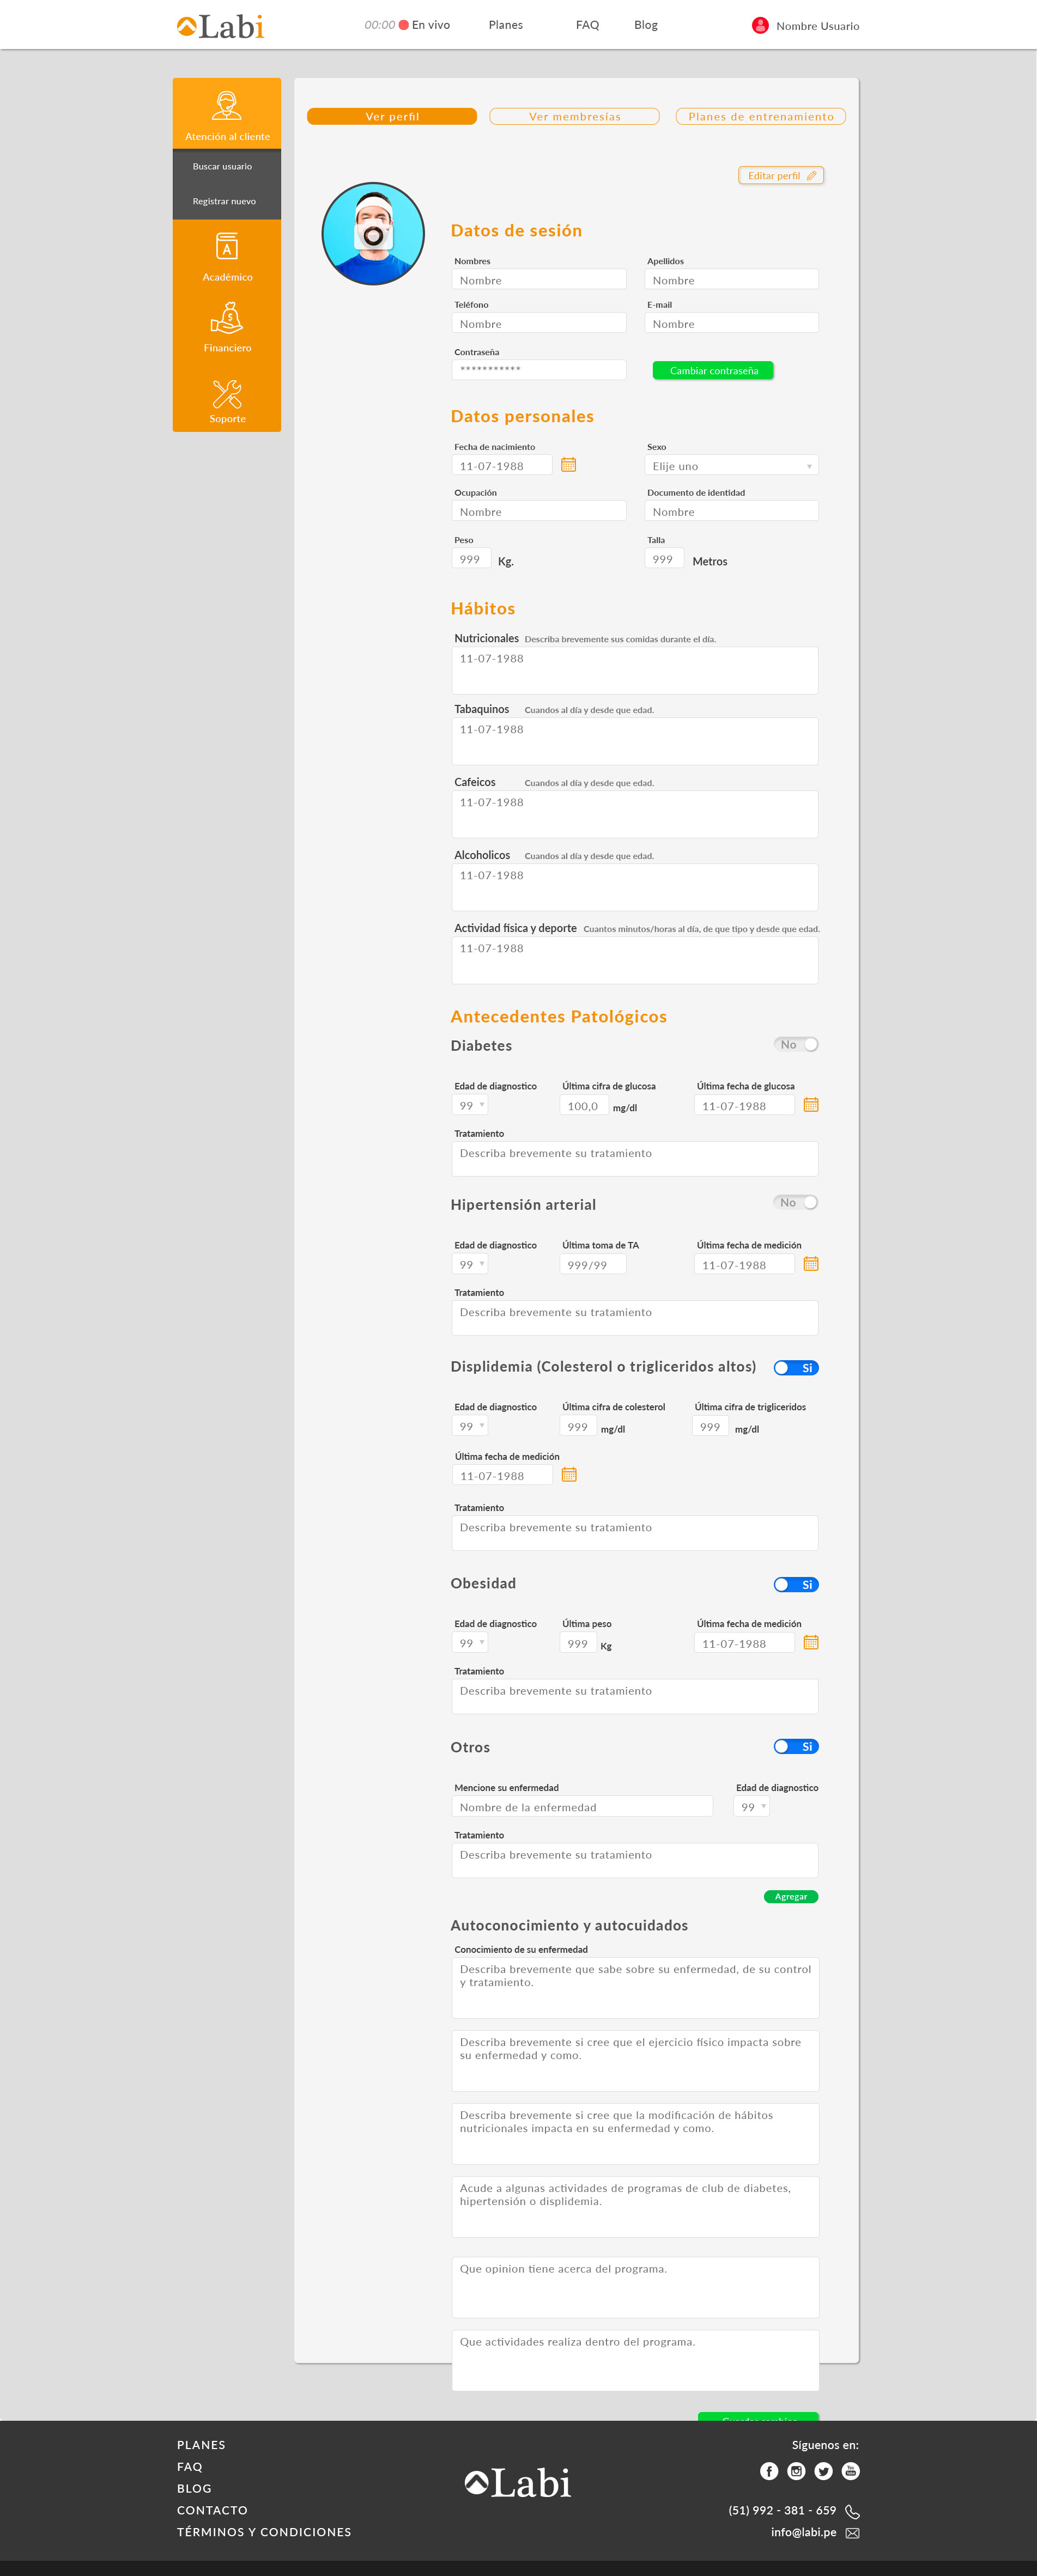 Labi
00:00 En vivo
Planes
FAQ
Blog
Nombre Usuario
Atención al cliente
Buscar usuario
Registrar nuevo
Académico
Financiero
Soporte
Ver perfil
Ver membresías
Planes de entrenamiento
Editar perfil
Datos de sesión
Nombres
Apellidos
Nombre
Nombre
Teléfono
E-mail
Nombre
Nombre
Contraseña
***********
Cambiar contraseña
Datos personales
Fecha de nacimiento
Sexo
11-07-1988
Elije uno
Ocupación
Documento de identidad
Nombre
Nombre
Peso
Talla
999 Kg.
999 Metros
Hábitos
Nutricionales Describa brevemente sus comidas durante el día.
11-07-1988
Tabaquinos Cuandos al día y desde que edad.
11-07-1988
Cafeicos Cuandos al día y desde que edad.
11-07-1988
Alcoholicos Cuandos al día y desde que edad.
11-07-1988
Actividad física y deporte Cuantos minutos/horas al día, de que tipo y desde que edad.
11-07-1988
Antecedentes Patológicos
Diabetes
No
Edad de diagnostico
Última cifra de glucosa
Última fecha de glucosa
99
100,0 mg/dl
11-07-1988
Tratamiento
Describa brevemente su tratamiento
Hipertensión arterial
No
Edad de diagnostico
Última toma de TA
Última fecha de medición
99
999/99
11-07-1988
Tratamiento
Describa brevemente su tratamiento
Displidemia (Colesterol o trigliceridos altos)
Si
Edad de diagnostico
Última cifra de colesterol
Última cifra de trigliceridos
99
999 mg/dl
999 mg/dl
Última fecha de medición
11-07-1988
Tratamiento
Describa brevemente su tratamiento
Obesidad
Si
Edad de diagnostico
Última peso
Última fecha de medición
99
999 Kg
11-07-1988
Tratamiento
Describa brevemente su tratamiento
Otros
Si
Mencione su enfermedad
Edad de diagnostico
Nombre de la enfermedad
99
Tratamiento
Describa brevemente su tratamiento
Agregar
Autoconocimiento y autocuidados
Conocimiento de su enfermedad
Describa brevemente que sabe sobre su enfermedad, de su control
y tratamiento.
Describa brevemente si cree que el ejercicio físico impacta sobre
su enfermedad y como.
Describa brevemente si cree que la modificación de hábitos
nutricionales impacta en su enfermedad y como.
Acude a algunas actividades de programas de club de diabetes,
hipertensión o displidemia.
Que opinion tiene acerca del programa.
Que actividades realiza dentro del programa.
PLANES
FAQ
BLOG
CONTACTO
TÉRMINOS Y CONDICIONES
Labi
Síguenos en:
You
Tube
(51) 992 - 381 - 659
info@labi.pe